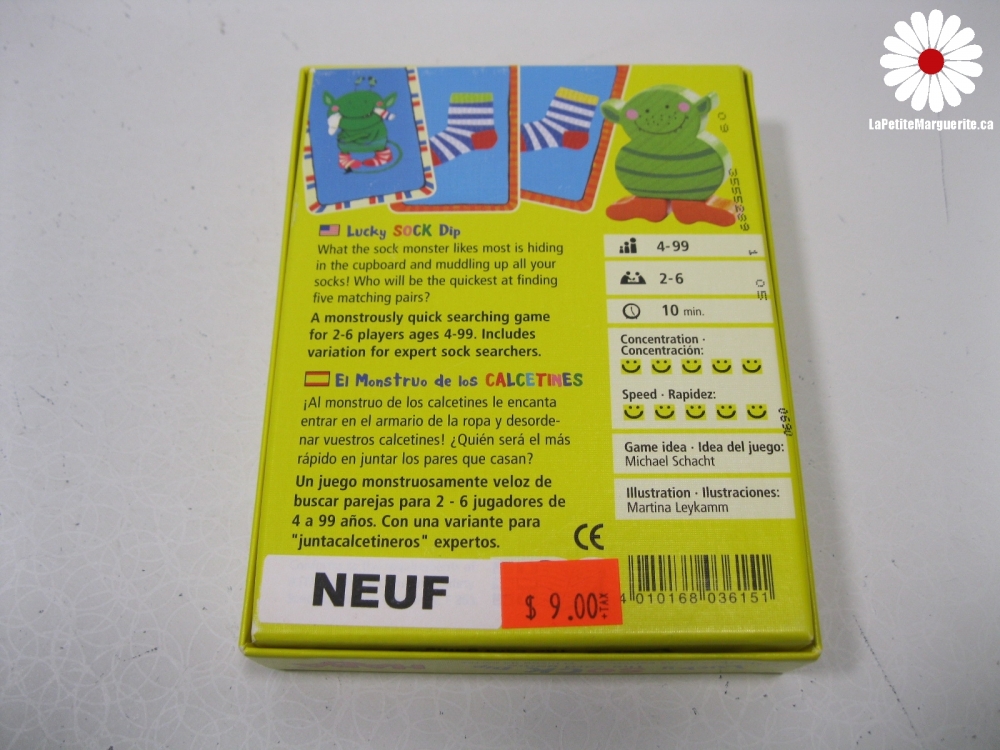 LaPetiteMarguerite.ca
Lucky SOCK Dip
What the sock monster likes most is hiding
in the cupboard and muddling up all your
socks! Who will be the quickest at finding
five matching pairs?
A monstrously quick searching game
for 2-6 players ages 4-99. Includes
variation for expert sock searchers.
El Monstruo de los CALCETINES
¡Al monstruo de los calcetines le encanta
entrar en el armario de la ropa y desorde-
nar vuestros calcetines! ¿Quién será el más
rápido en juntar los pares que casan?
Un juego monstruosamente veloz de
buscar parejas para 2 - 6 jugadores de
4 a 99 años. Con una variante para
"juntacalcetineros" expertos.
CE
4-99
2-6
10 min.
Concentration ·
Concentración:
Speed · Rapidez:
Game idea · Idea del juego:
Michael Schacht
Illustration · Ilustraciones:
Martina Leykamm
0690
NEUF
$ 9.00 +TAX
4 010168 036151